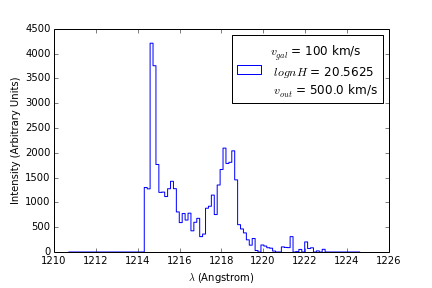 4500
4000
3500
3000
2500
2000
1500
1000
500
0
Intensity (Arbitrary Units)
v_gal = 100 km/s
lognH = 20.5625
v_out = 500.0 km/s
1210 1212 1214 1216 1218 1220 1222 1224 1226
λ (Angstrom)